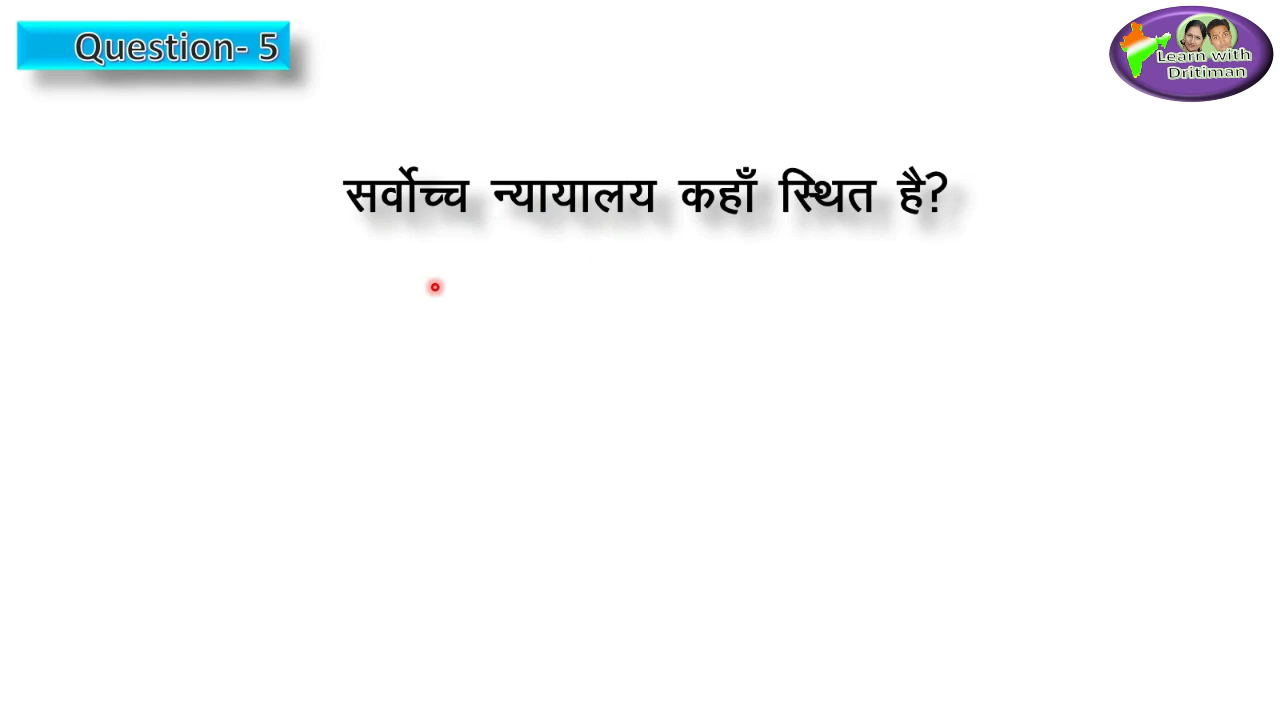 Question- 5
Learn with
Dritiman
सर्वोच्च न्यायालय कहाँ स्थित है?